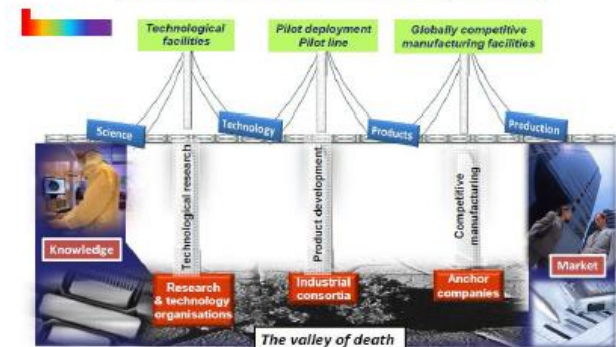 Technological
facilities
Pilot deployment
Pilot line
Globally competitive
manufacturing facilities
Science
Technology
Products
Production
Technological research
Product development
Competitive
manufacturing
Knowledge
Market
Research
& technology
organisations
Industrial
consortia
Anchor
companies
The valley of death